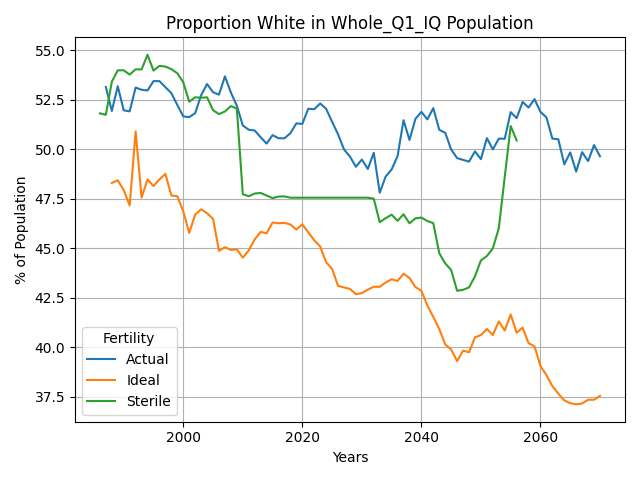 Proportion White in Whole_Q1_IQ Population
% of Population
55.0
52.5
50.0
47.5
45.0
42.5
40.0
37.5
Fertility
Actual
Ideal
Sterile
2000
2020
2040
2060
Years